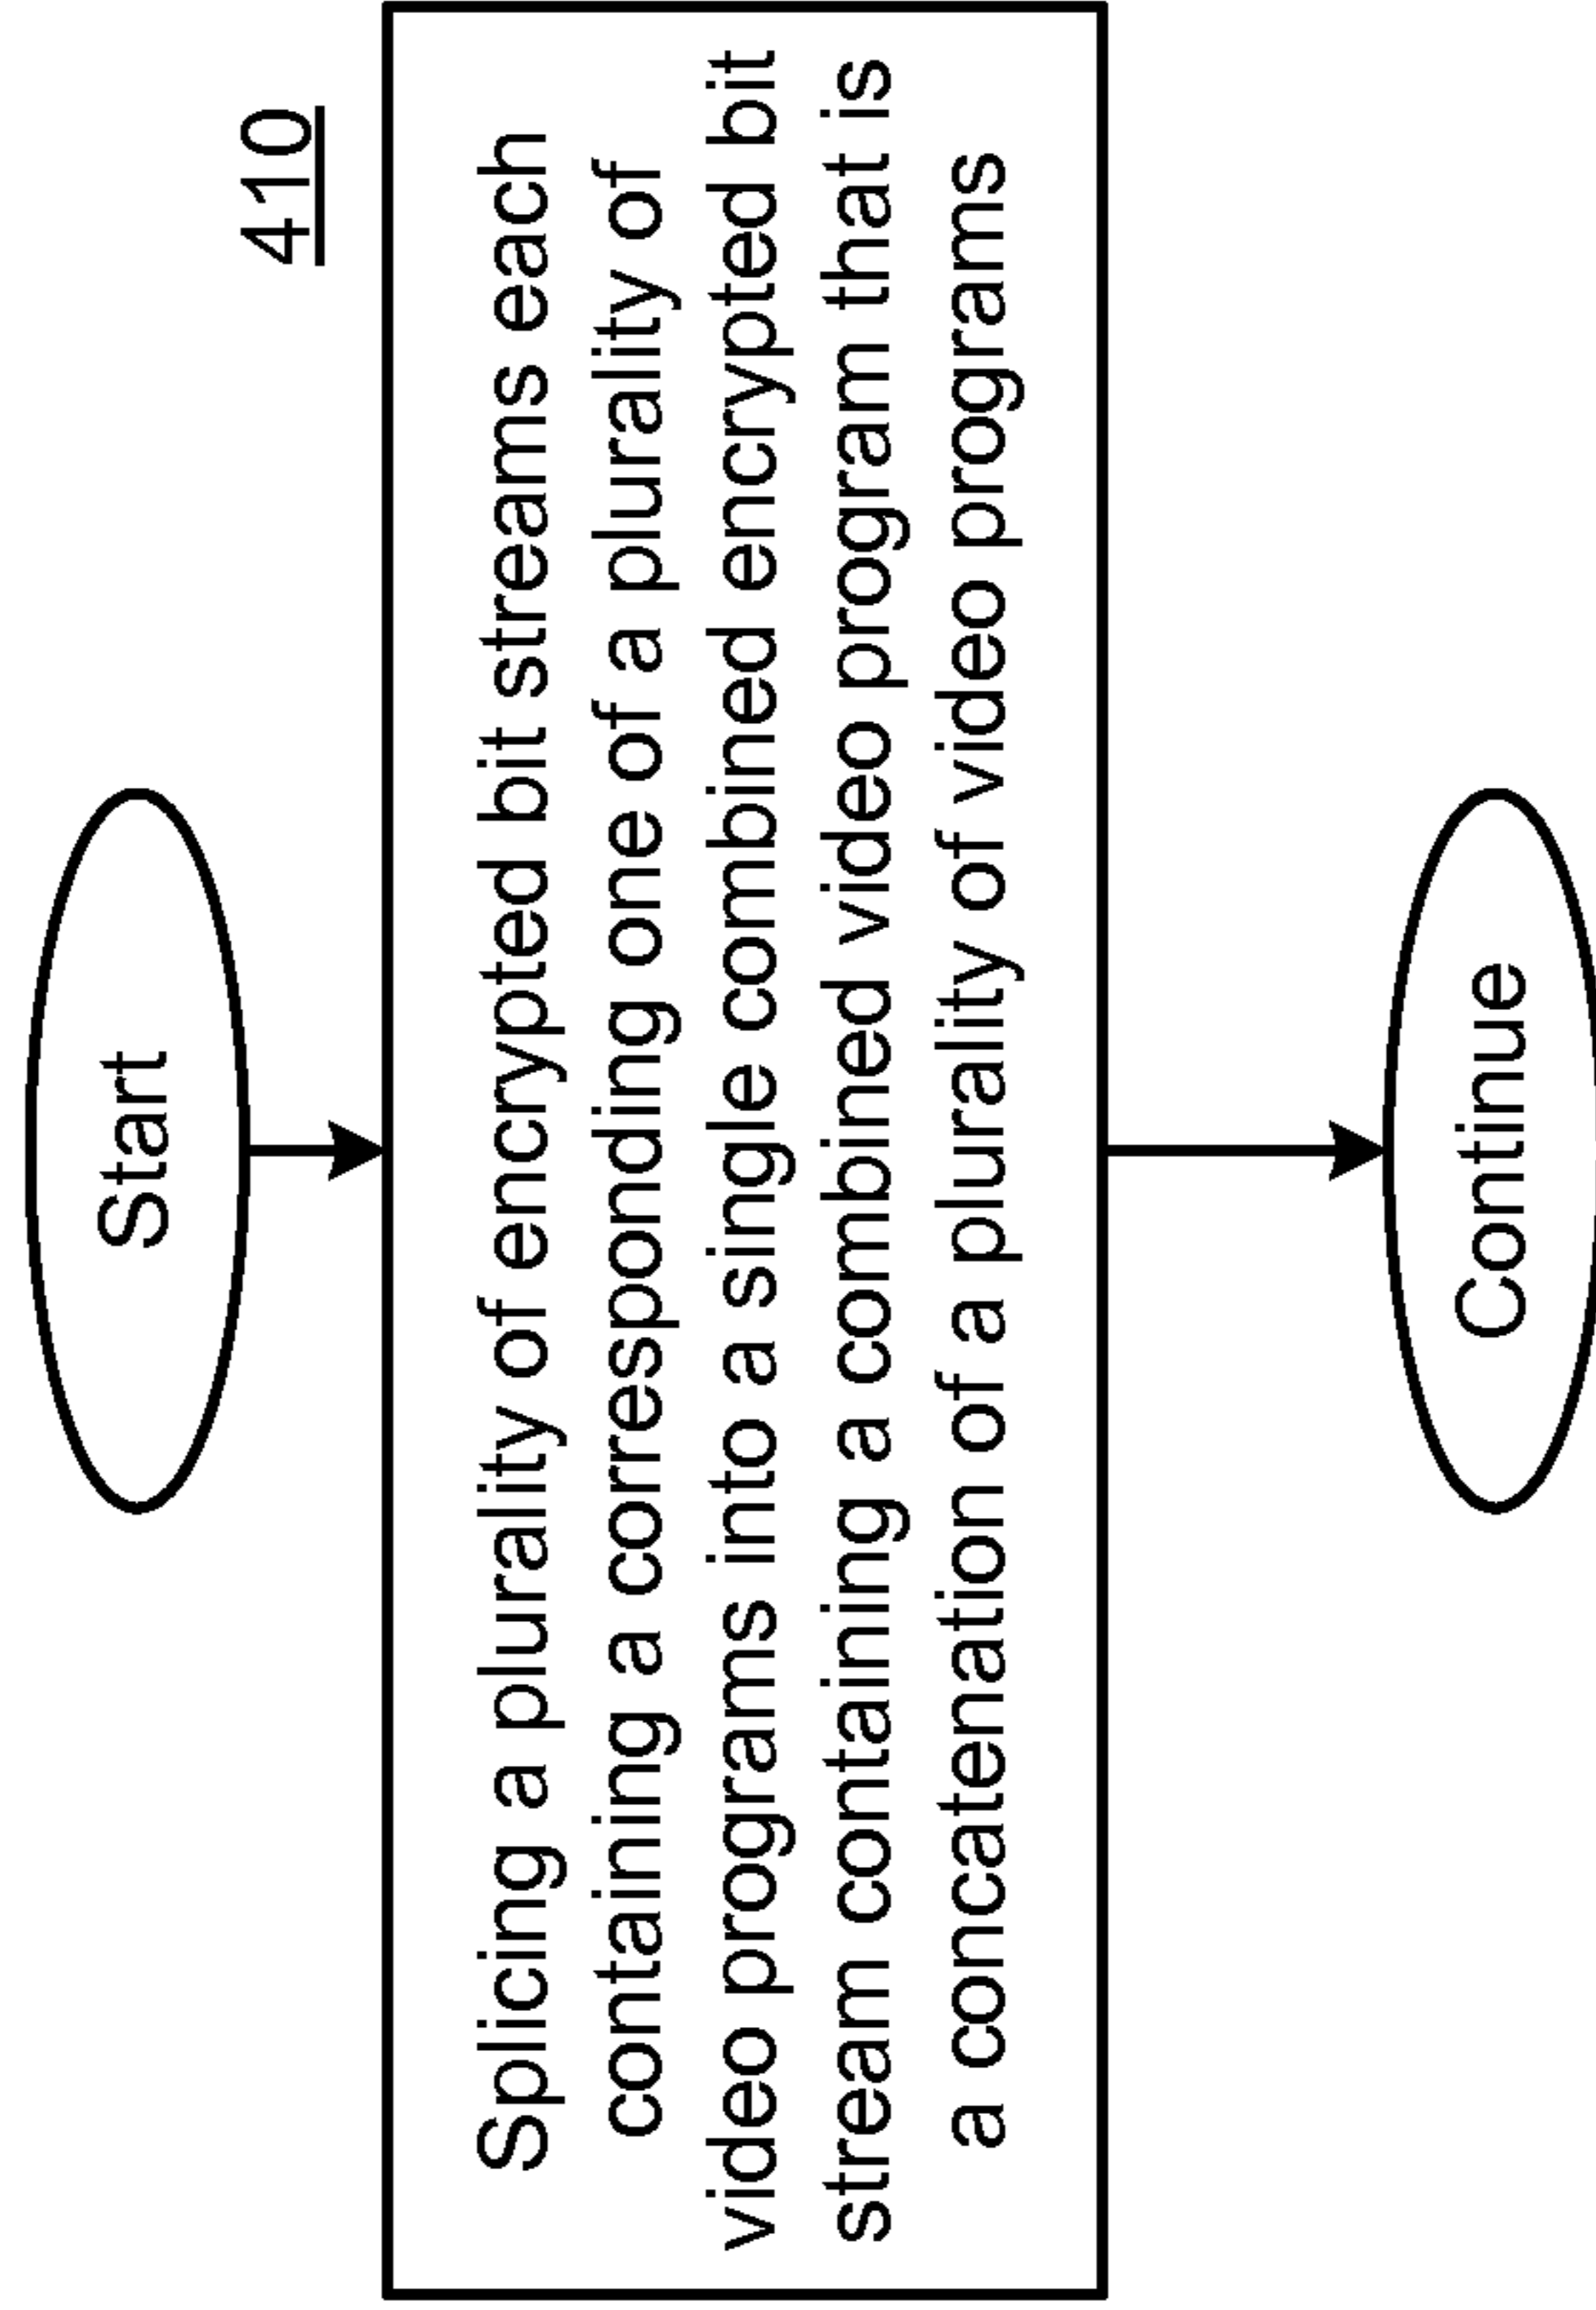 Start
410
Splicing a plurality of encrypted bit streams each
containing a corresponding one of a plurality of
video programs into a single combined encrypted bit
stream containing a combined video program that is
a concatenation of a plurality of video programs
Continue